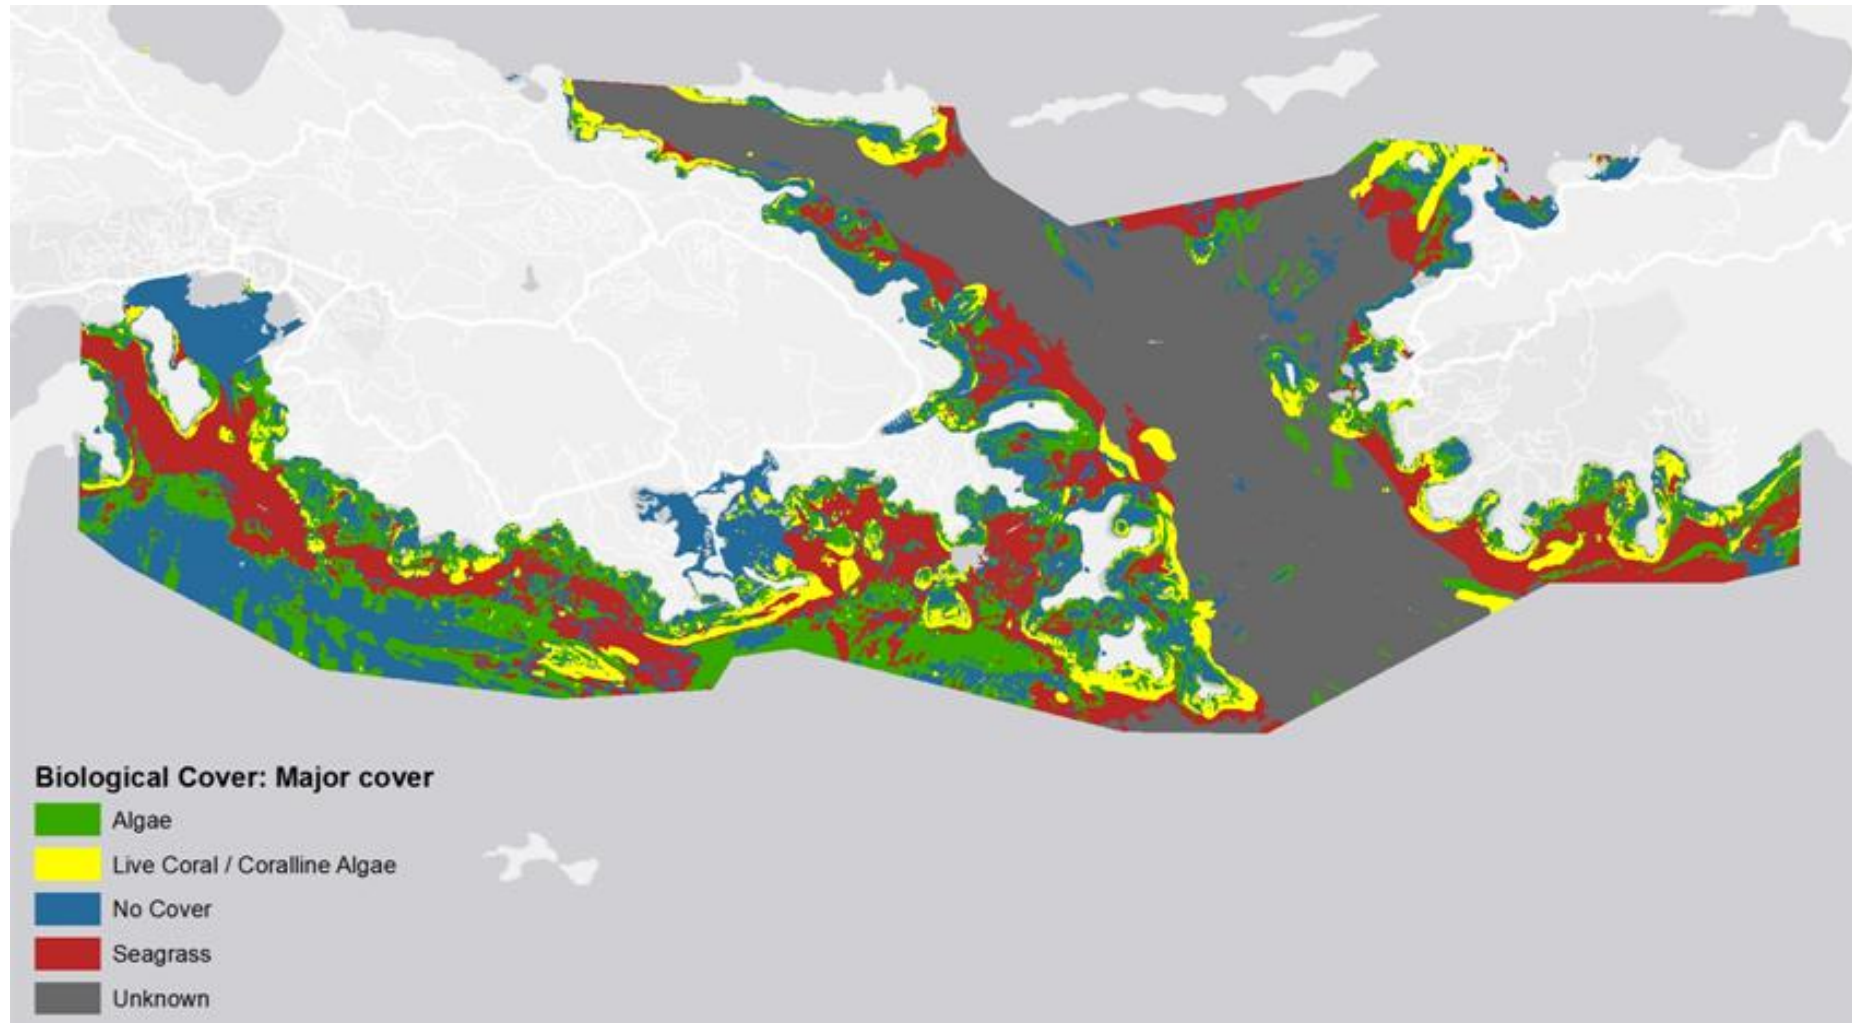 Biological Cover: Major cover
Algae
Live Coral / Coralline Algae
No Cover
Seagrass
Unknown